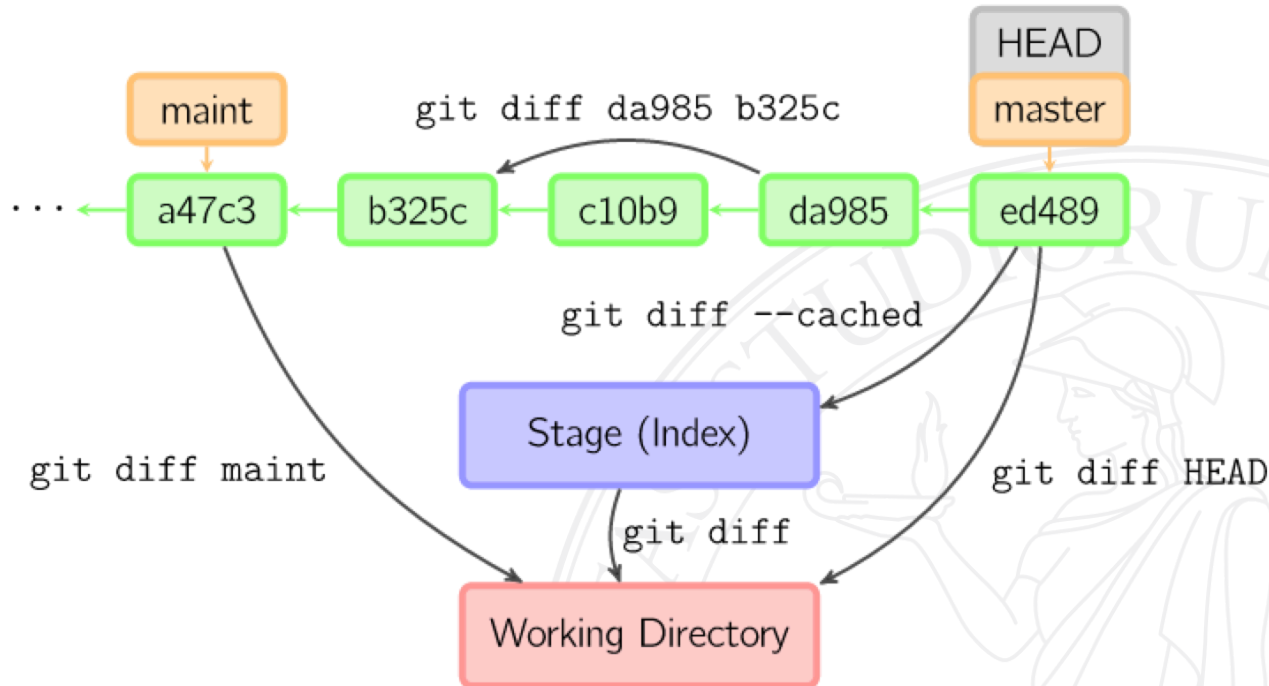 HEAD
maint
git diff da985 b325c
master
...
a47c3
b325c
c10b9
da985
ed489
git diff --cached
Stage (Index)
git diff maint
git diff HEAD
git diff
Working Directory
STUDIORUM